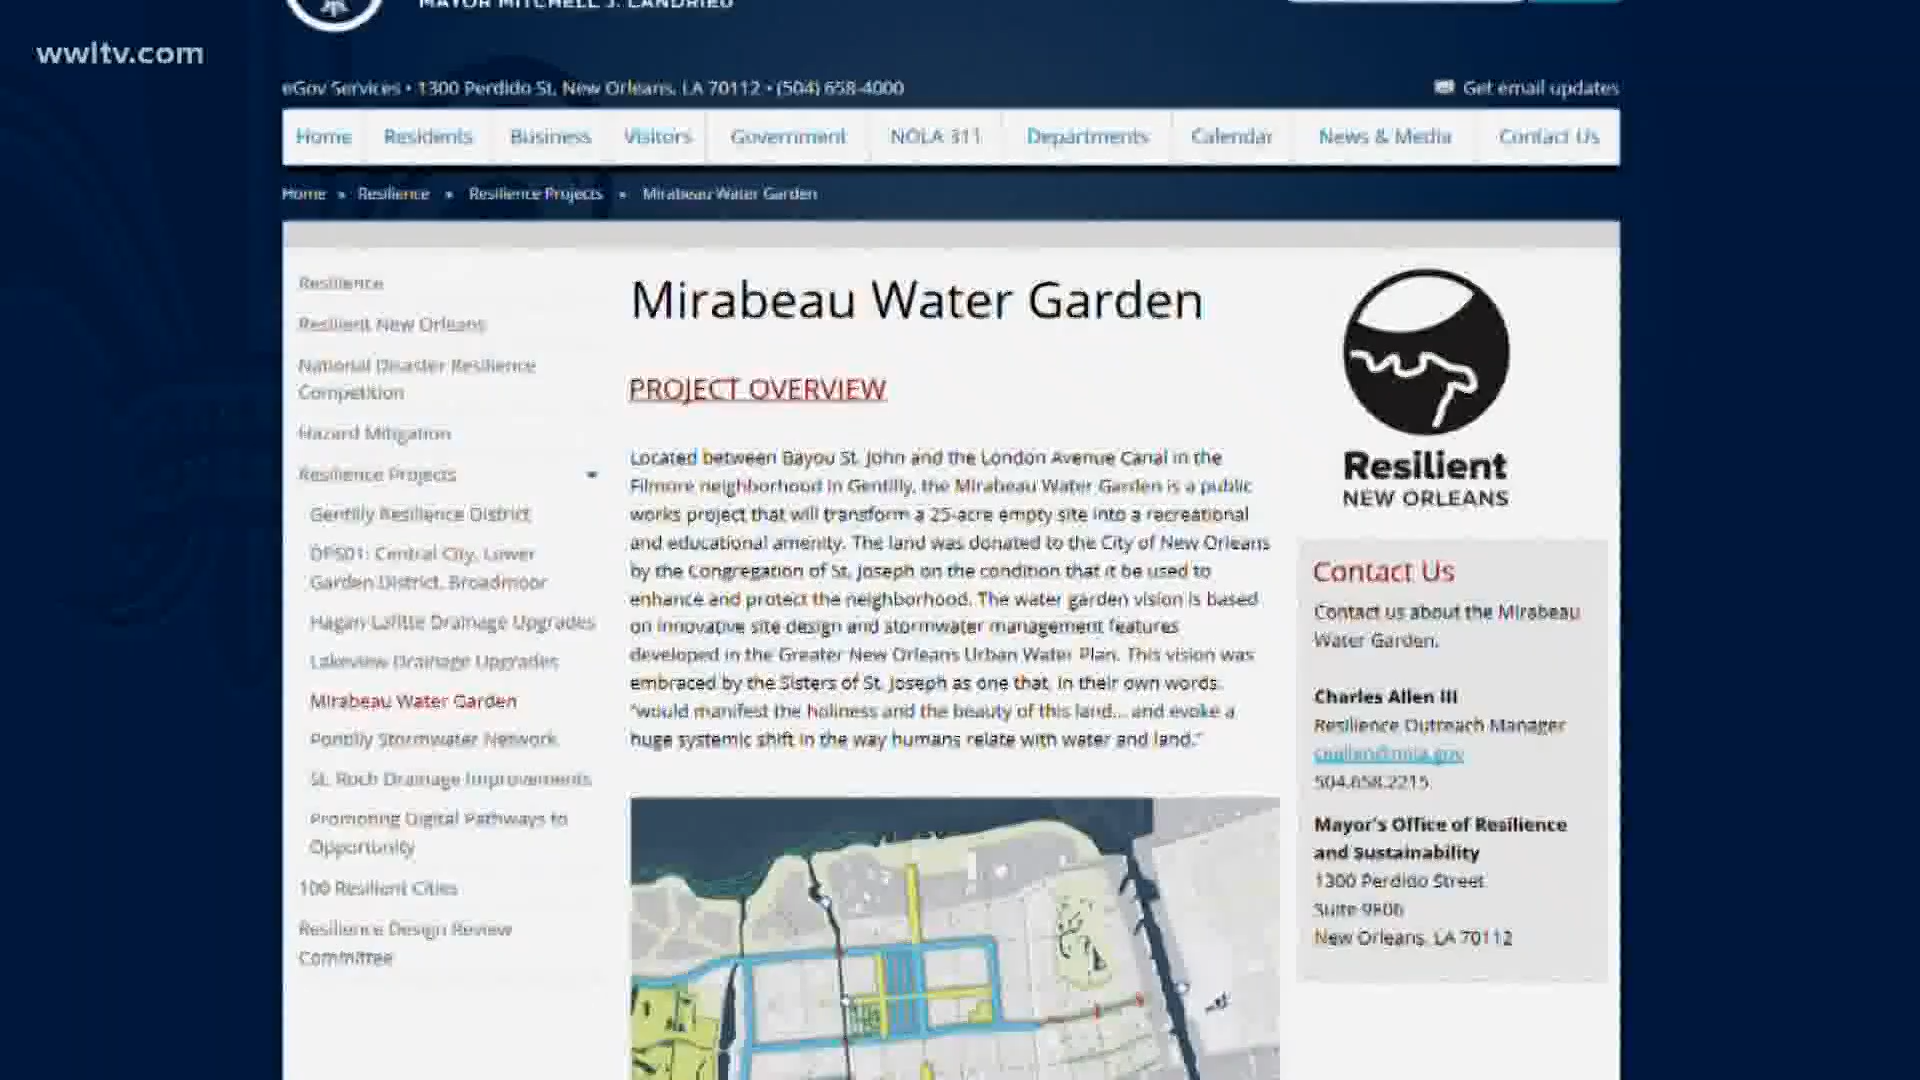 MAYOR MITCHELL J. LANDRIEU
wwltv.com
eGov Services • 1300 Perdido St, New Orleans, LA 70112 • (504) 658-4000
Get email updates
Home Residents Business Visitors Government NOLA 311 Departments Calendar News & Media Contact Us
Home » Resilience » Resilience Projects » Mirabeau Water Garden
Resilience
Resilient New Orleans
National Disaster Resilience
Competition
Hazard Mitigation
Resilience Projects
Gentilly Resilience District
DPS01: Central City, Lower
Garden District, Broadmoor
Hagan-Lafitte Drainage Upgrades
Lakeview Drainage Upgrades
Mirabeau Water Garden
Pontilly Stormwater Network
St. Roch Drainage Improvements
Promoting Digital Pathways to
Opportunity
100 Resilient Cities
Resilience Design Review
Committee
Mirabeau Water Garden
PROJECT OVERVIEW
Located between Bayou St. John and the London Avenue Canal in the
Filmore neighborhood in Gentilly, the Mirabeau Water Garden is a public
works project that will transform a 25-acre empty site into a recreational
and educational amenity. The land was donated to the City of New Orleans
by the Congregation of St. Joseph on the condition that it be used to
enhance and protect the neighborhood. The water garden vision is based
on innovative site design and stormwater management features
developed in the Greater New Orleans Urban Water Plan. This vision was
embraced by the Sisters of St. Joseph as one that, in their own words,
"would manifest the holiness and the beauty of this land... and evoke a
huge systemic shift in the way humans relate with water and land."
Resilient
NEW ORLEANS
Contact Us
Contact us about the Mirabeau
Water Garden.
Charles Allen III
Resilience Outreach Manager
504.658.2215
Mayor's Office of Resilience
and Sustainability
1300 Perdido Street
Suite
New Orleans, LA 70112